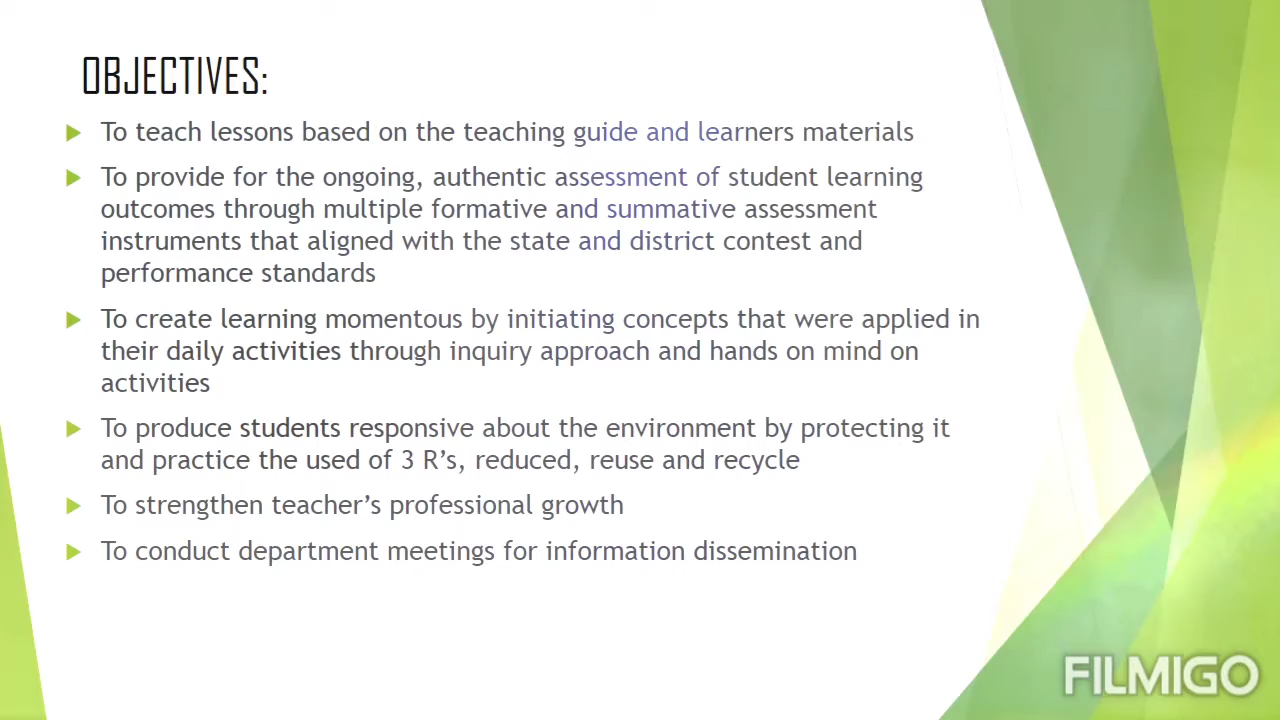 OBJECTIVES:
To teach lessons based on the teaching guide and learners materials
To provide for the ongoing, authentic assessment of student learning
outcomes through multiple formative and summative assessment
instruments that aligned with the state and district contest and
performance standards
To create learning momentous by initiating concepts that were applied in
their daily activities through inquiry approach and hands on mind on
activities
To produce students responsive about the environment by protecting it
and practice the used of 3 R’s, reduced, reuse and recycle
To strengthen teacher’s professional growth
To conduct department meetings for information dissemination
FILMIGO